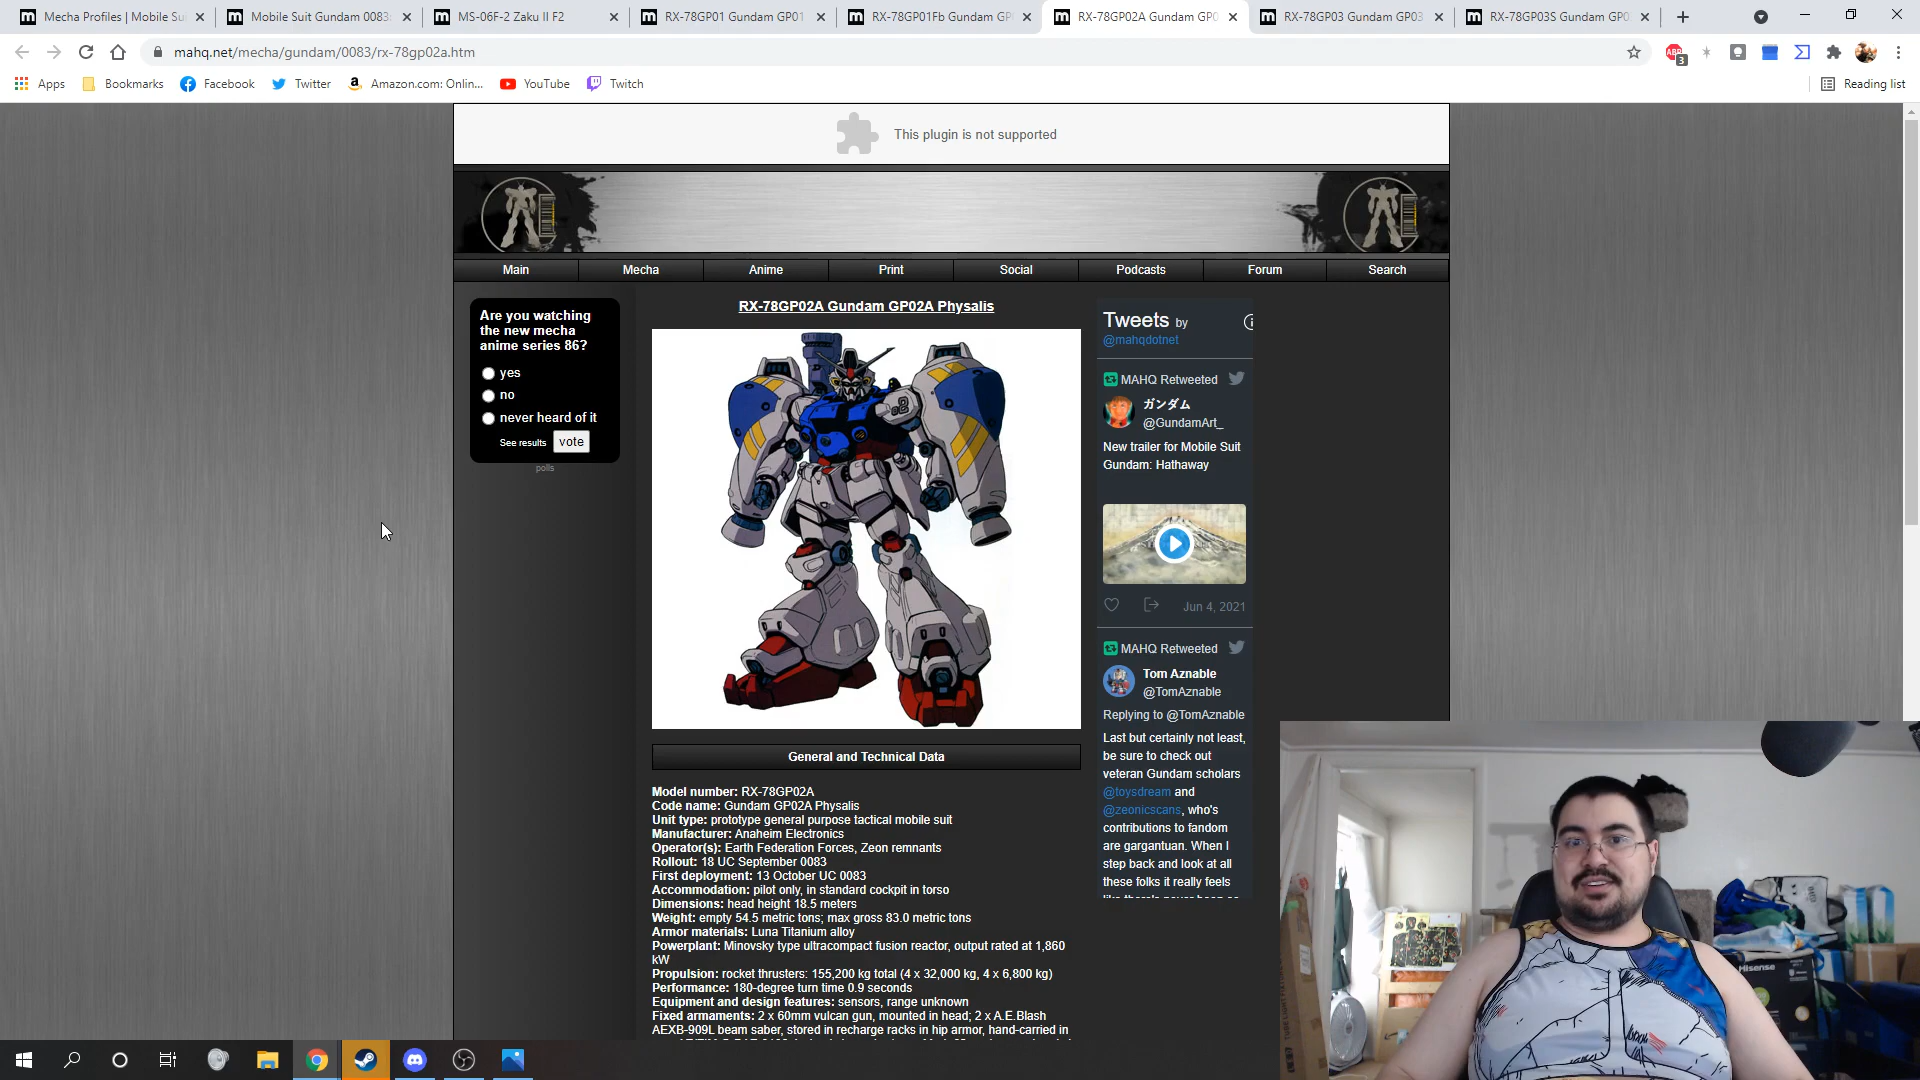 Mecha Profiles | Mobile Su
Mobile Suit Gundam 0083:
MS-06F-2 Zaku II F2
RX-78GP01 Gundam GP01
RX-78GP01Fb Gundam GP
RX-78GP02A Gundam GP0
RX-78GP03 Gundam GP03
RX-78GP03S Gundam GP0
mahq.net/mecha/gundam/0083/rx-78gp02a.htm
ABP
3
Apps
Bookmarks
Facebook
Twitter
Amazon.com: Onlin...
YouTube
Twitch
Reading list
This plugin is not supported
Main
Mecha
Anime
Print
Social
Podcasts
Forum
Search
Are you watching
the new mecha
anime series 86?
yes
no
never heard of it
See results
vote
polls
RX-78GP02A Gundam GP02A Physalis
General and Technical Data
Model number: RX-78GP02A
Code name: Gundam GP02A Physalis
Unit type: prototype general purpose tactical mobile suit
Manufacturer: Anaheim Electronics
Operator(s): Earth Federation Forces, Zeon remnants
Rollout: 18 UC September 0083
First deployment: 13 October UC 0083
Accommodation: pilot only, in standard cockpit in torso
Dimensions: head height 18.5 meters
Weight: empty 54.5 metric tons; max gross 83.0 metric tons
Armor materials: Luna Titanium alloy
Powerplant: Minovsky type ultracompact fusion reactor, output rated at 1,860
kW
Propulsion: rocket thrusters: 155,200 kg total (4 x 32,000 kg, 4 x 6,800 kg)
Performance: 180-degree turn time 0.9 seconds
Equipment and design features: sensors, range unknown
Fixed armaments: 2 x 60mm vulcan gun, mounted in head; 2 x A.E.Blash
AEXB-909L beam saber, stored in recharge racks in hip armor, hand-carried in
Tweets by
@mahqdotnet
MAHQ Retweeted
ガンダム
@GundamArt_
New trailer for Mobile Suit
Gundam: Hathaway
Jun 4, 2021
MAHQ Retweeted
Tom Aznable
@TomAznable
Replying to @TomAznable
Last but certainly not least,
be sure to check out
veteran Gundam scholars
@toysdream and
@zeonicscans, who's
contributions to fandom
are gargantuan. When I
step back and look at all
these folks it really feels
Hisense